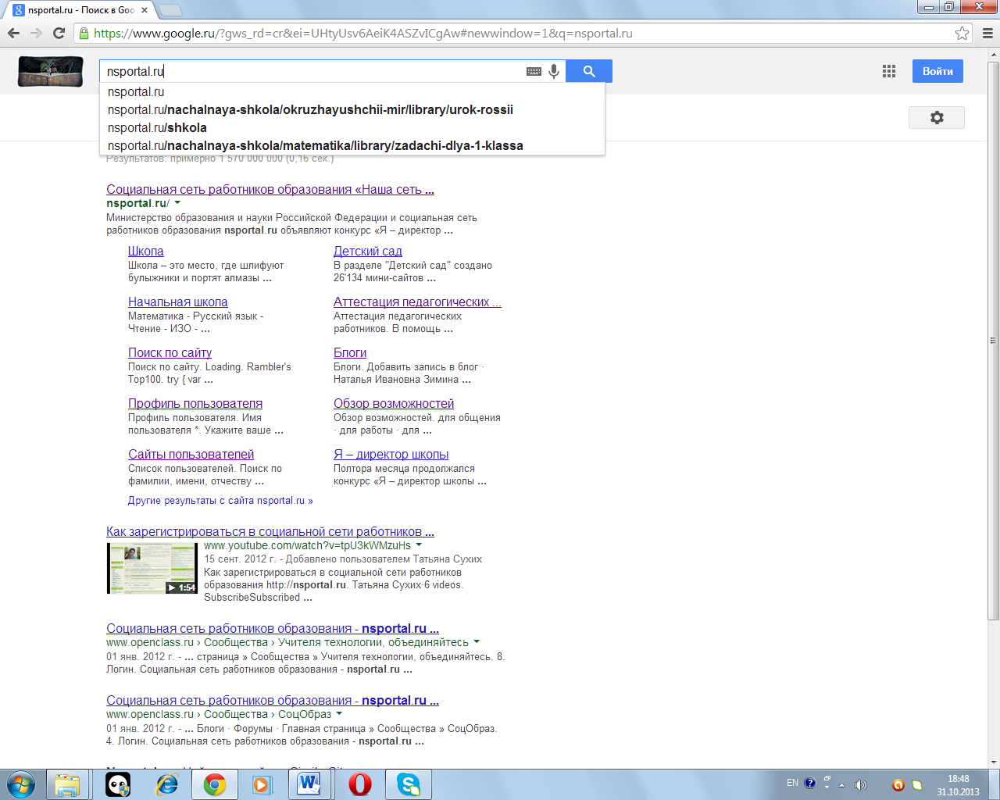 nsportal.ru - Поиск в Goo
https://www.google.ru/?gws_rd=cr&ei=UHtyUsv6AeiK4ASZvICgAw#newwindow=1&q=nsportal.ru
nsportal.ru
Войти
nsportal.ru
nsportal.ru/nachalnaya-shkola/okruzhayushchii-mir/library/urok-rossii
nsportal.ru/shkola
nsportal.ru/nachalnaya-shkola/matematika/library/zadachi-dlya-1-klassa
Результатов: примерно 1 570 000 000 (0,16 сек.)
Социальная сеть работников образования «Наша сеть ...
nsportal.ru/
Министерство образования и науки Российской Федерации и социальная сеть
работников образования nsportal.ru объявляют конкурс «Я – директор ...
Школа
Школа – это место, где шлифуют
булыжники и портят алмазы ...
Детский сад
В разделе "Детский сад" создано
26'134 мини-сайтов ...
Начальная школа
Математика - Русский язык -
Чтение - ИЗО - ...
Аттестация педагогических ...
Аттестация педагогических
работников. В помощь ...
Поиск по сайту
Поиск по сайту. Loading. Rambler's
Top100. try { var ...
Блоги
Блоги. Добавить запись в блог ·
Наталья Ивановна Зимина ...
Профиль пользователя
Профиль пользователя. Имя
пользователя *. Укажите ваше ...
Обзор возможностей
Обзор возможностей. для общения
· для работы · для ...
Сайты пользователей
Список пользователей. Поиск по
фамилии, имени, отчеству ...
Я – директор школы
Полтора месяца продолжался
конкурс «Я – директор школы ...
Другие результаты с сайта nsportal.ru »
Как зарегистрироваться в социальной сети работников ...
www.youtube.com/watch?v=tpU3kWMzuHs
15 сент. 2012 г. - Добавлено пользователем Татьяна Сухих
Как зарегистрироваться в социальной сети работников
образования http://nsportal.ru. Татьяна Сухих·6 videos.
SubscribeSubscribed ...
1:54
Социальная сеть работников образования - nsportal.ru ...
www.openclass.ru › Сообщества › Учителя технологии, объединяйтесь
01 янв. 2012 г. - ... страница » Сообщества » Учителя технологии, объединяйтесь. 8.
Логин. Социальная сеть работников образования - nsportal.ru ...
Социальная сеть работников образования - nsportal.ru ...
www.openclass.ru › Сообщества › СоцОбраз
01 янв. 2012 г. - ... Блоги · Форумы · Главная страница » Сообщества » СоцОбраз.
4. Логин. Социальная сеть работников образования - nsportal.ru ...
EN
18:48
31.10.2013